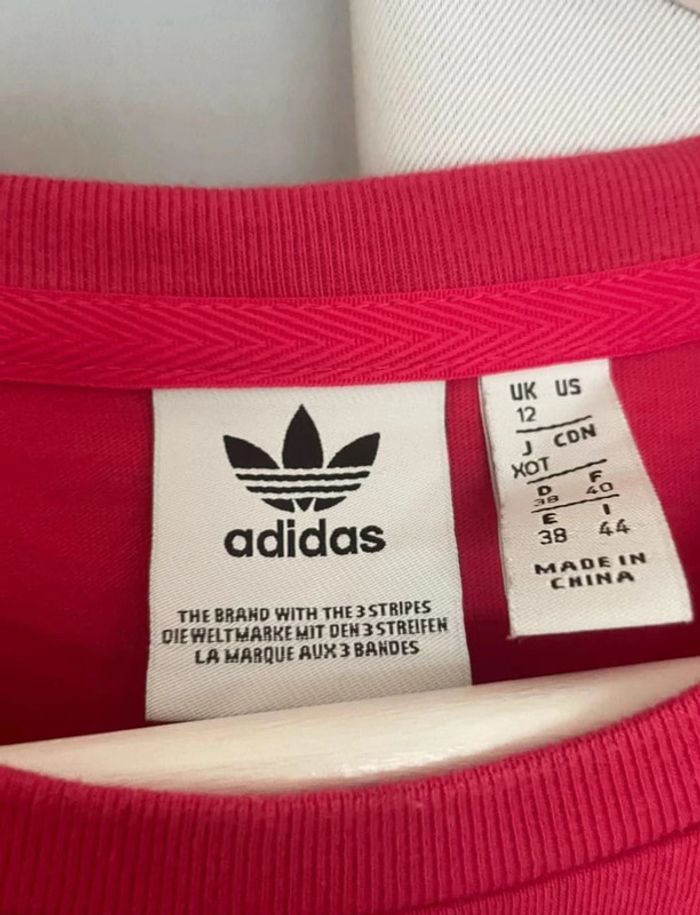 adidas
THE BRAND WITH THE 3 STRIPES
DIE WELTMARKE MIT DEN 3 STREIFEN
LA MARQUE AUX 3 BANDES
UK US
12
J CDN
XOT
D F
38 40
E I
38 44
MADE IN
CHINA